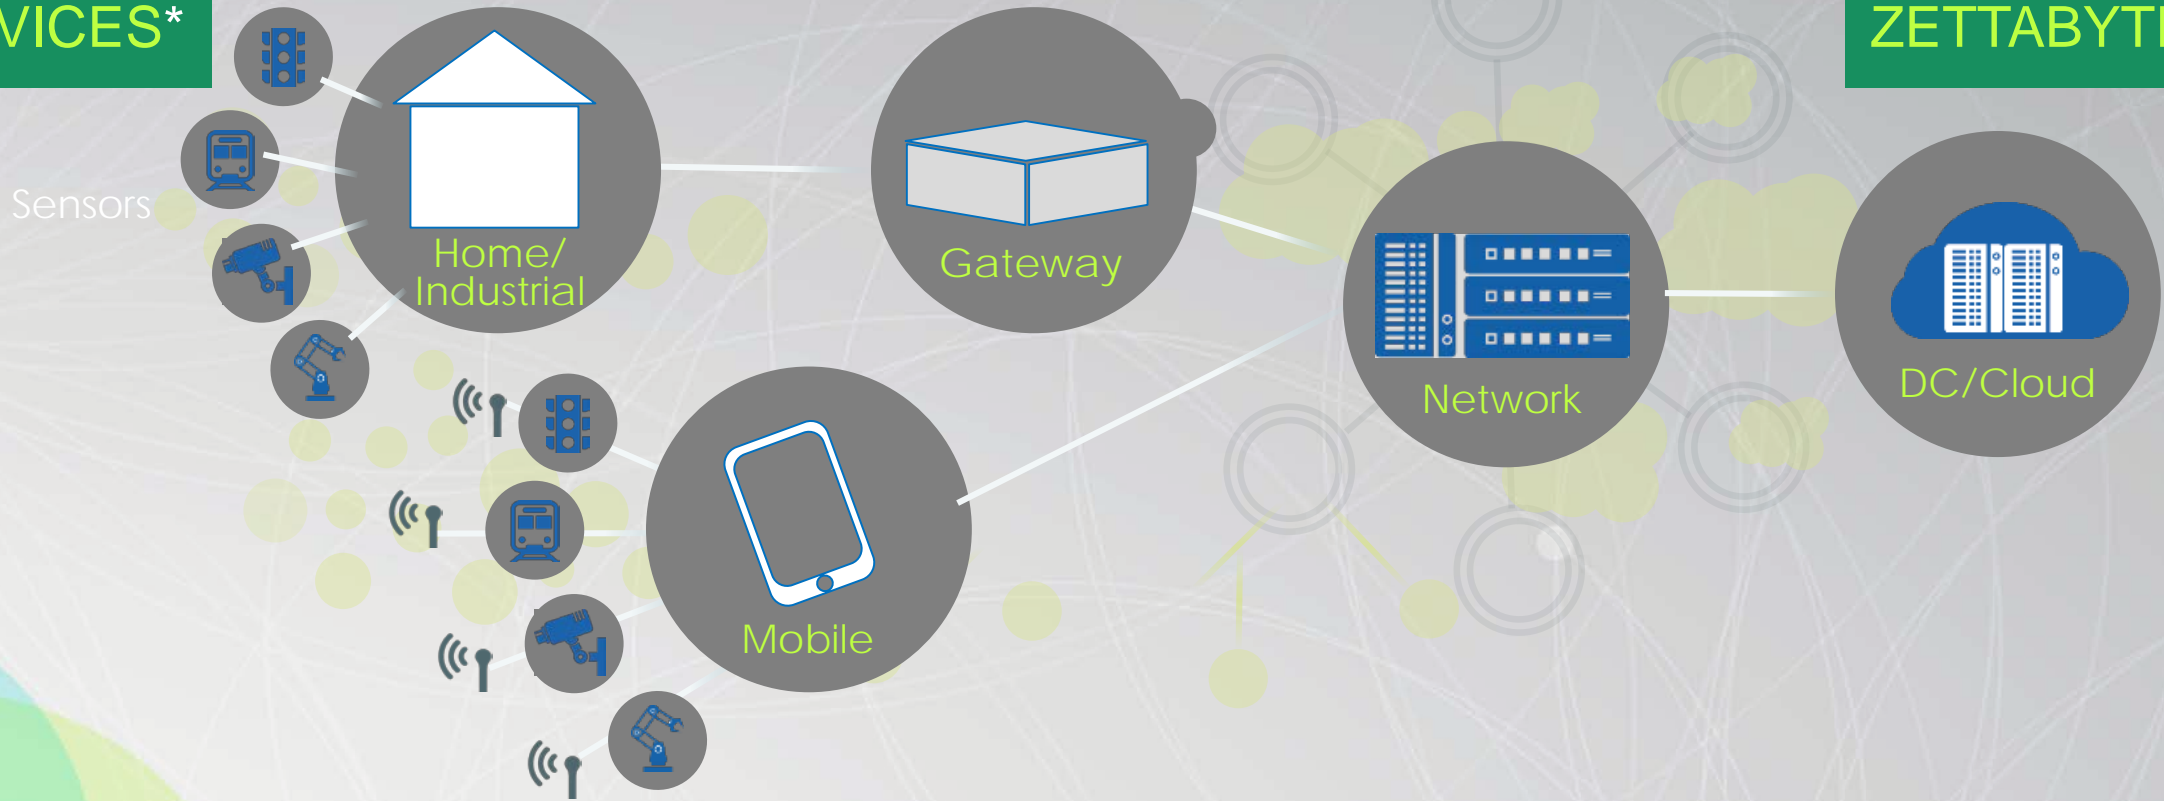 VICES*
ZETTABYT
Sensors
Home/
Industrial
Gateway
Network
DC/Cloud
Mobile